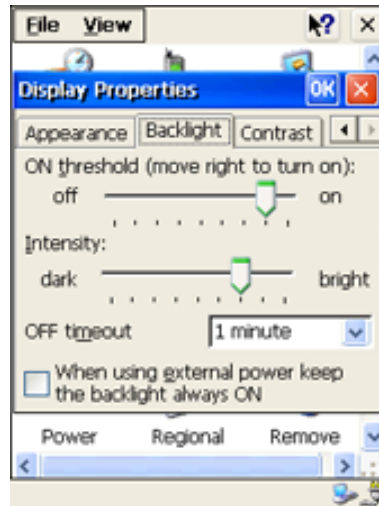 File View
Display Properties OK
Appearance Backlight Contrast
ON threshold (move right to turn on):
off on
Intensity:
dark bright
OFF timeout 1 minute
When using external power keep
the backlight always ON
Power Regional Remove